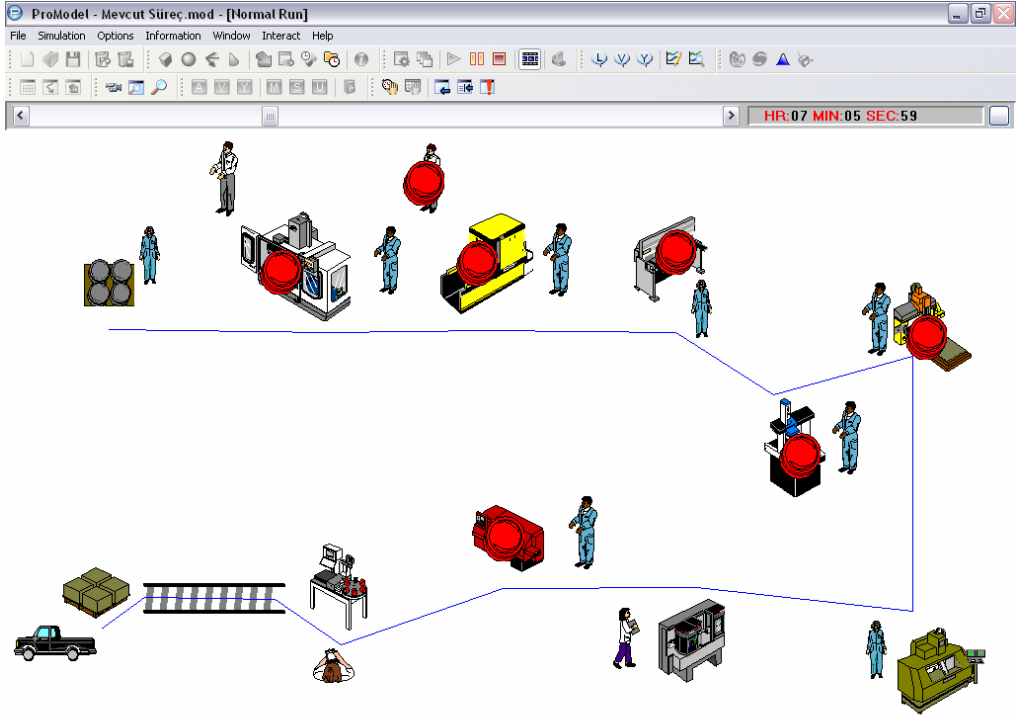 ProModel - Mevcut Süreç.mod - [Normal Run]
File Simulation Options Information Window Interact Help
HR:07 MIN:05 SEC:59